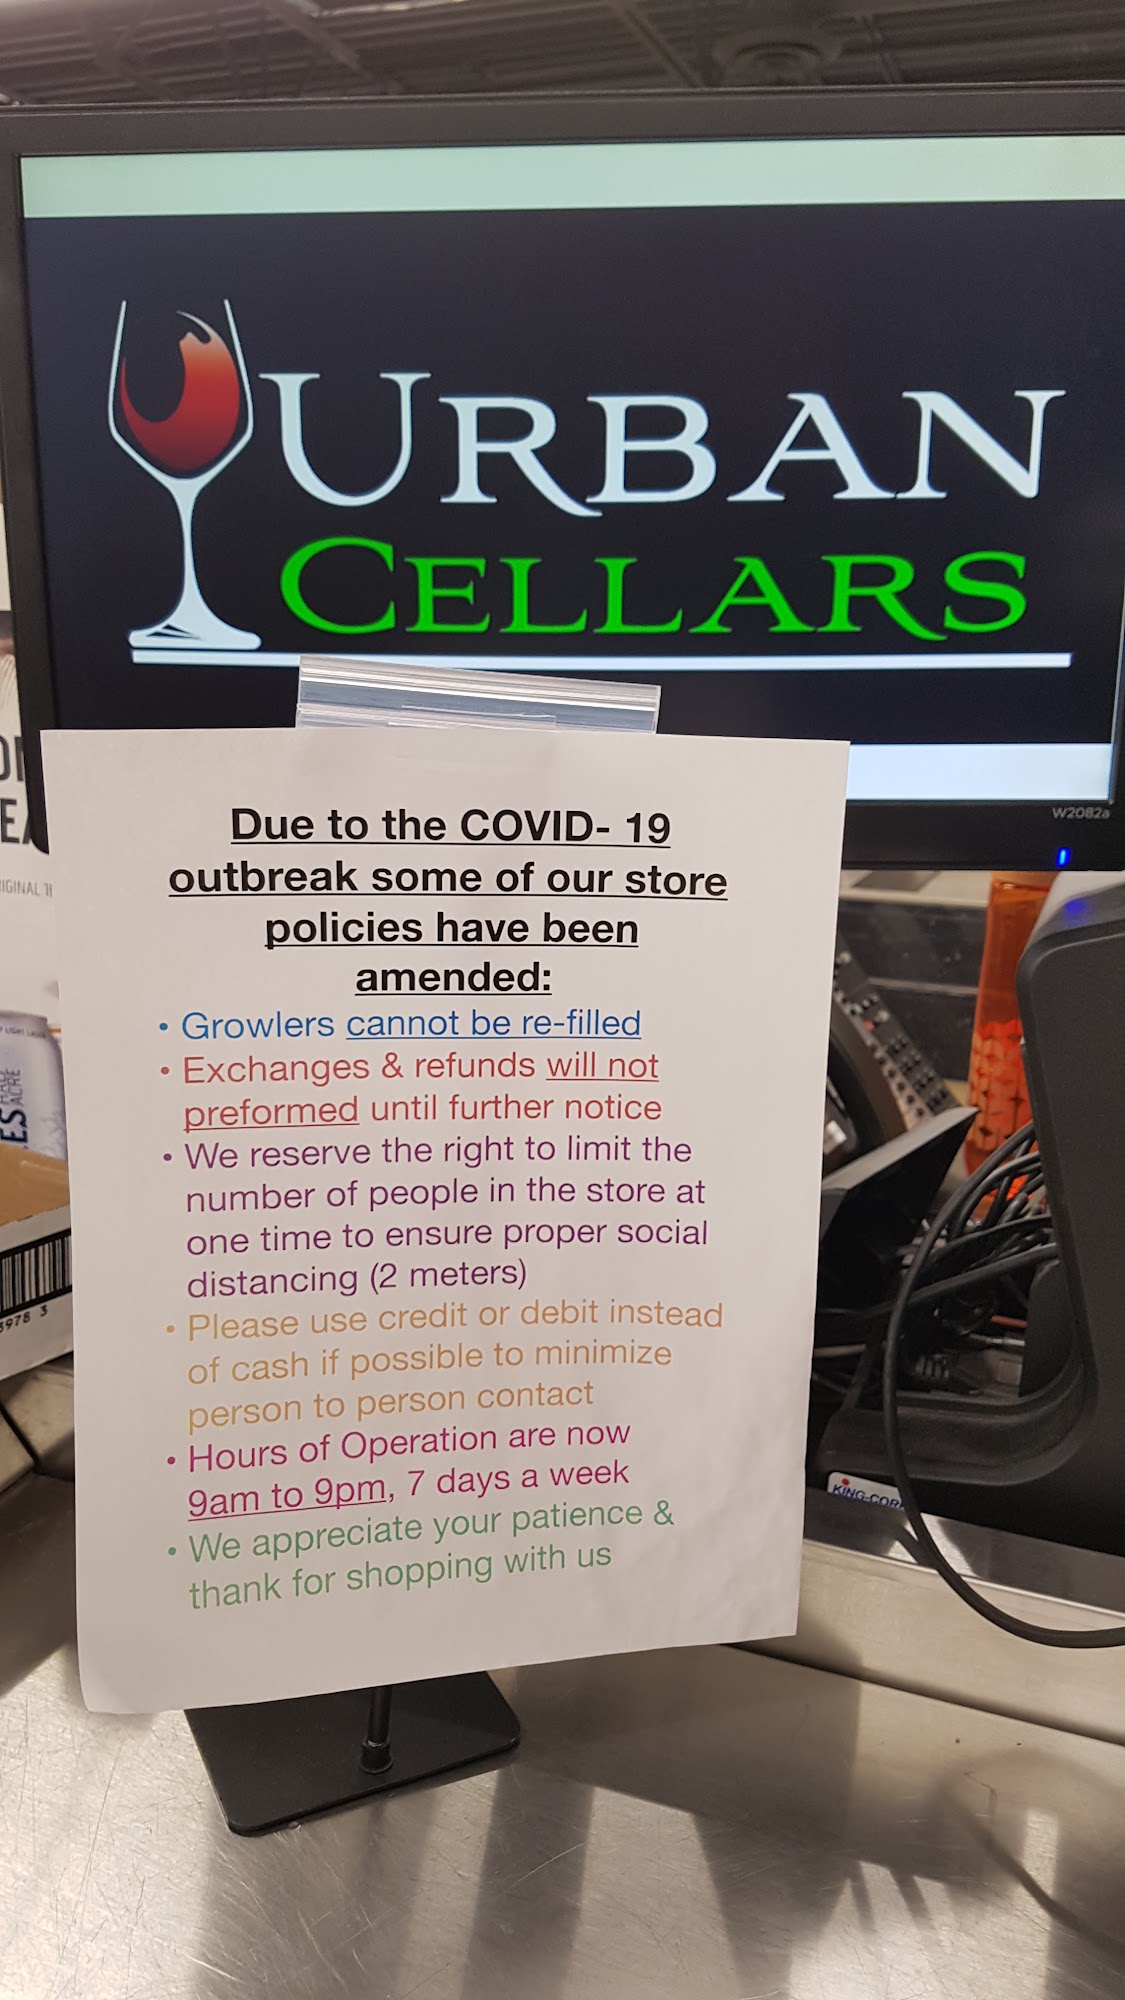 URBAN
CELLARS
W2082a
Due to the COVID- 19
outbreak some of our store
policies have been
amended:
• Growlers cannot be re-filled
• Exchanges & refunds will not
preformed until further notice
• We reserve the right to limit the
number of people in the store at
one time to ensure proper social
distancing (2 meters)
• Please use credit or debit instead
of cash if possible to minimize
person to person contact
• Hours of Operation are now
9am to 9pm, 7 days a week
• We appreciate your patience &
thank for shopping with us
ACRE
3978 3